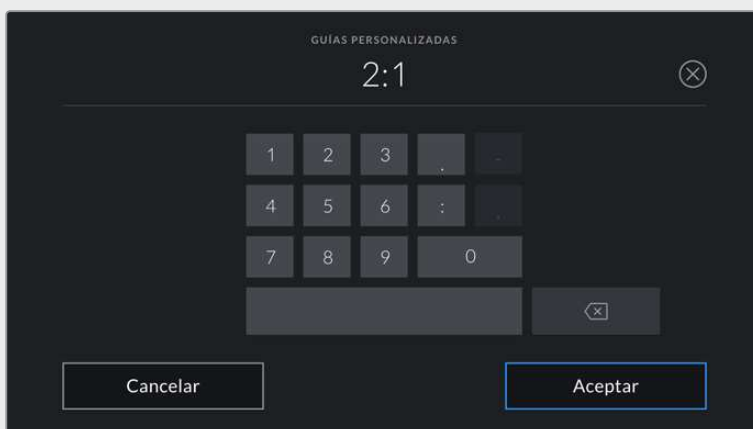 GUÍAS PERSONALIZADAS
2:1
1 2 3 . -
4 5 6 : ,
7 8 9 0
Cancelar Aceptar